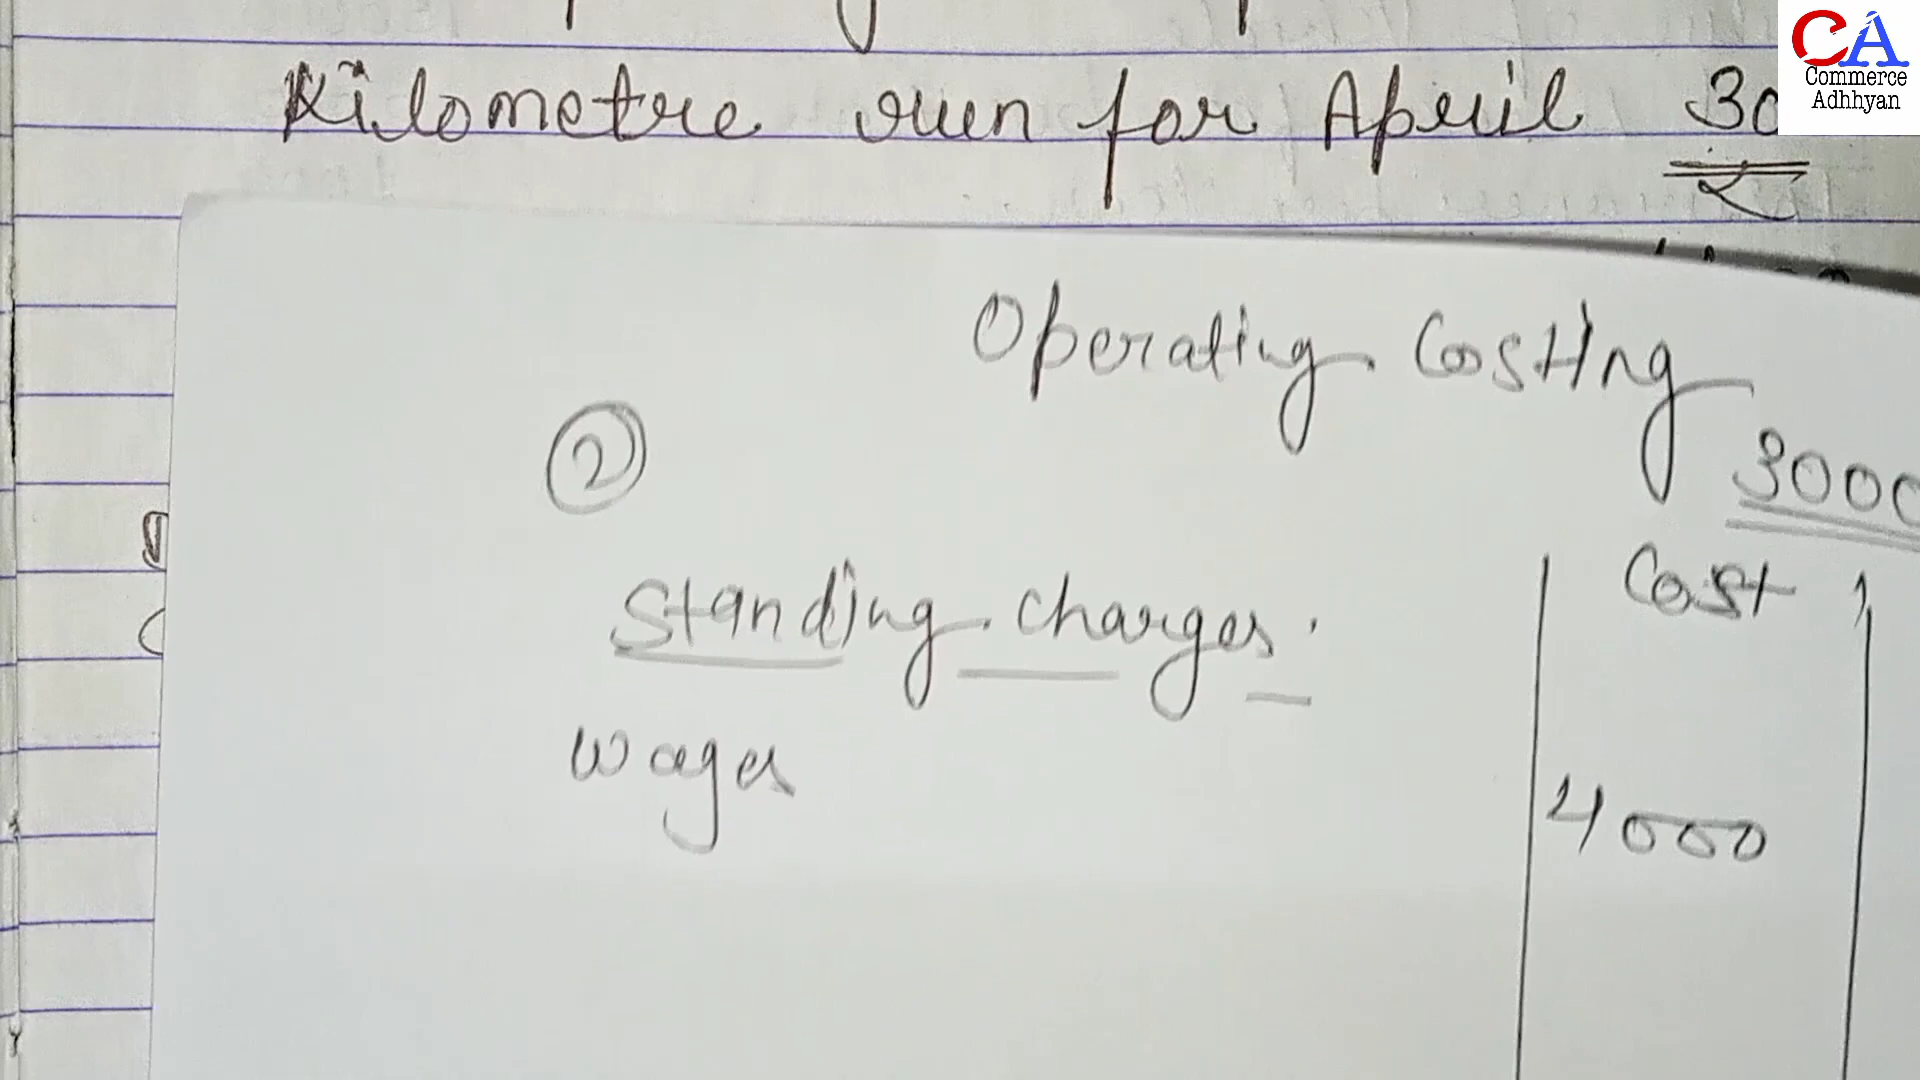 Kilometre run for April 30
₹
CA
Commerce
Adhhyan
Operating Costing
2
3000
Standing charges.
Cost
wages
4000